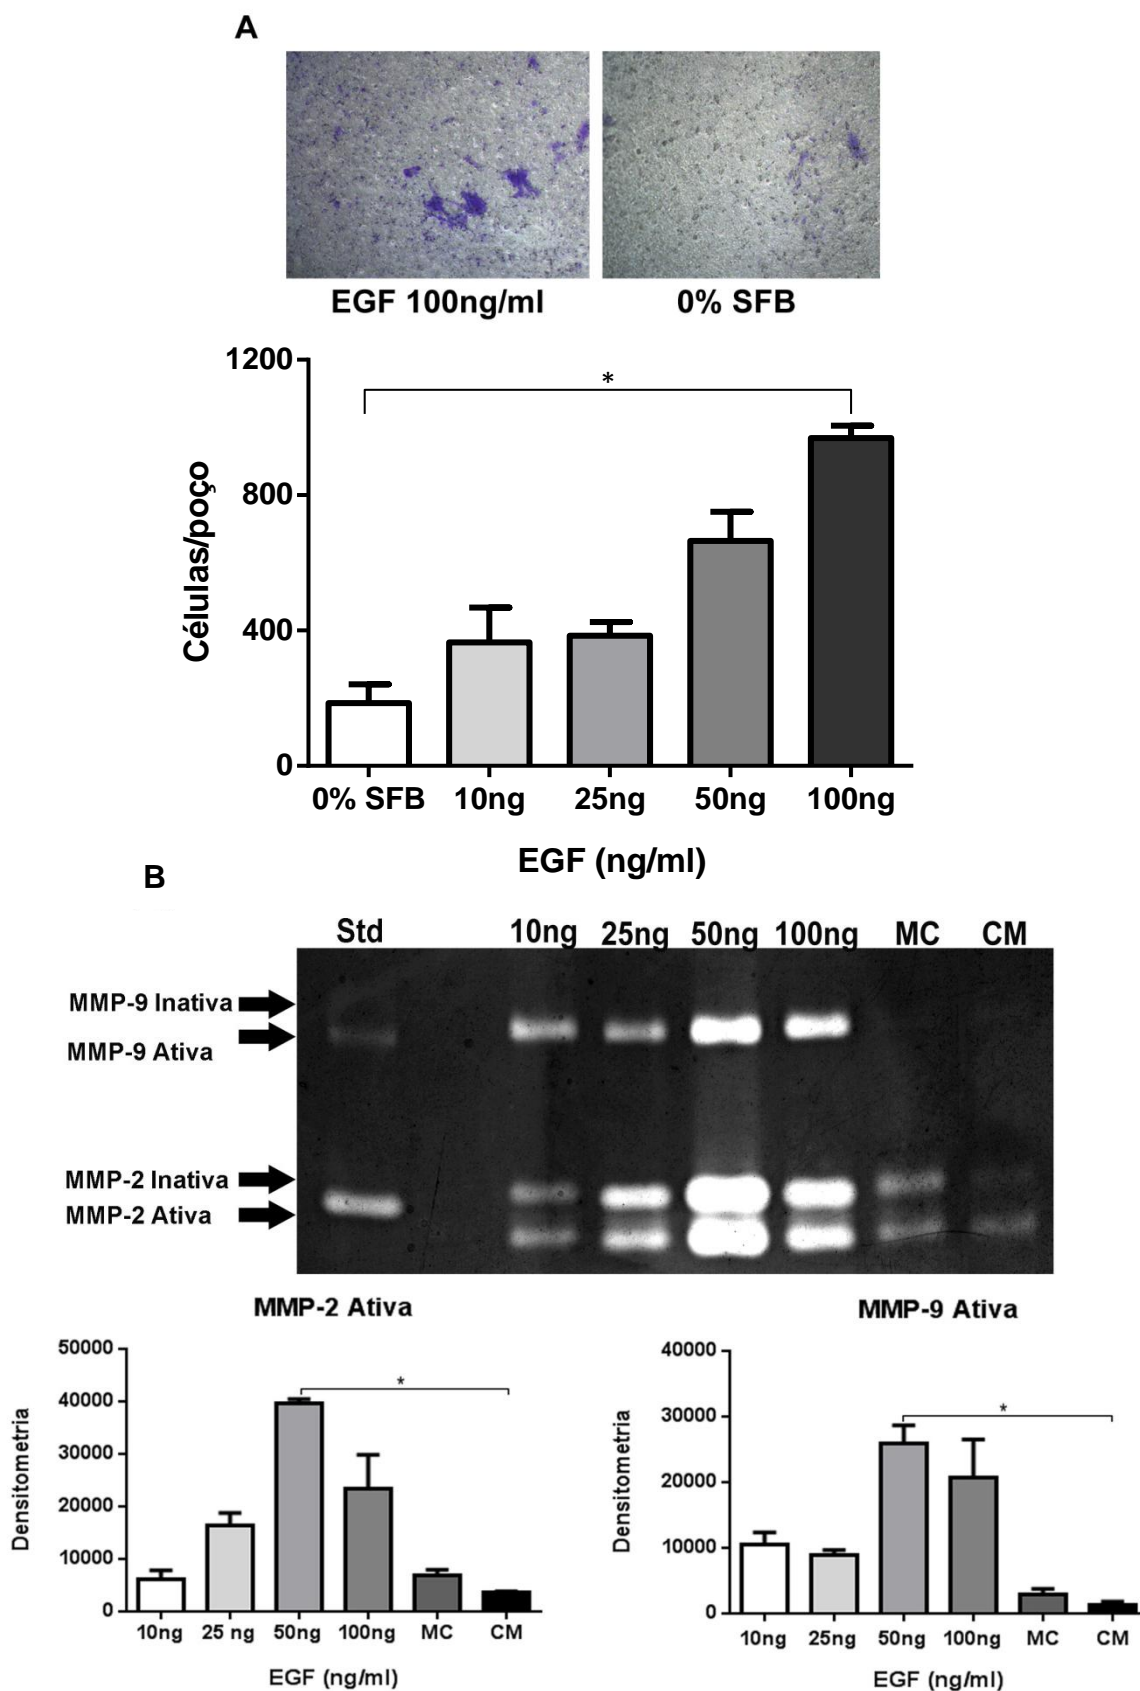 A
EGF 100ng/ml 0% SFB
1200
*
800
400
0
Células/poço
0% SFB 10ng 25ng 50ng 100ng
EGF (ng/ml)
B
Std 10ng 25ng 50ng 100ng MC CM
MMP-9 Inativa
MMP-9 Ativa
MMP-2 Inativa
MMP-2 Ativa
MMP-2 Ativa
50000
40000
30000
20000
10000
0
*
Densitometria
10ng 25 ng 50ng 100ng MC CM
EGF (ng/ml)
MMP-9 Ativa
40000
30000
20000
10000
0
*
Densitometria
10ng 25ng 50ng 100ng MC CM
EGF (ng/ml)